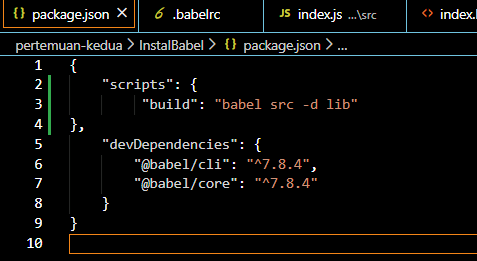 {} package.json ×
.babelrc
JS index.js ...\src
<> index.
pertemuan-kedua > InstalBabel > {} package.json > ...
1 {
2 "scripts": {
3 "build": "babel src -d lib"
4 },
5 "devDependencies": {
6 "@babel/cli": "^7.8.4",
7 "@babel/core": "^7.8.4"
8 }
9 }
10